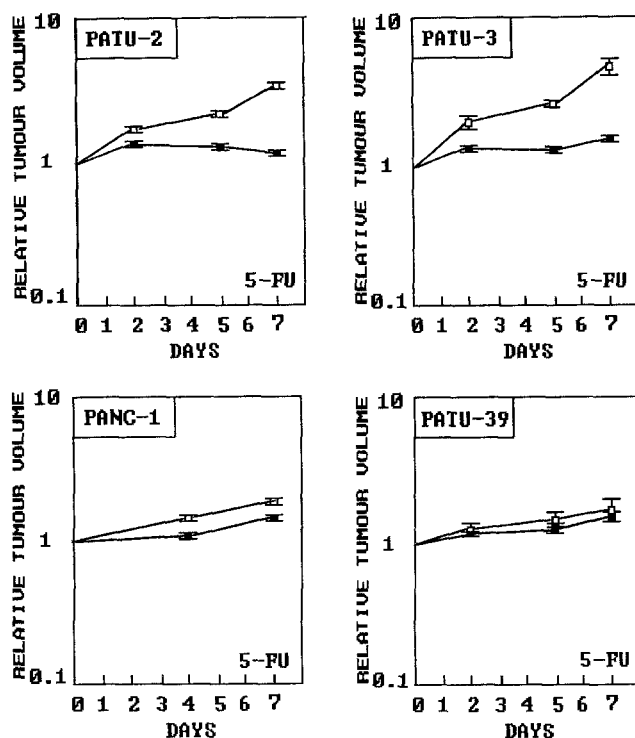 10
PATU-2
RELATIVE TUMOUR VOLUME
1
0.1
5-FU
0 1 2 3 4 5 6 7
DAYS
10
PATU-3
RELATIVE TUMOUR VOLUME
1
0.1
5-FU
0 1 2 3 4 5 6 7
DAYS
10
PANC-1
RELATIVE TUMOUR VOLUME
1
0.1
5-FU
0 1 2 3 4 5 6 7
DAYS
10
PATU-39
RELATIVE TUMOUR VOLUME
1
0.1
5-FU
0 1 2 3 4 5 6 7
DAYS